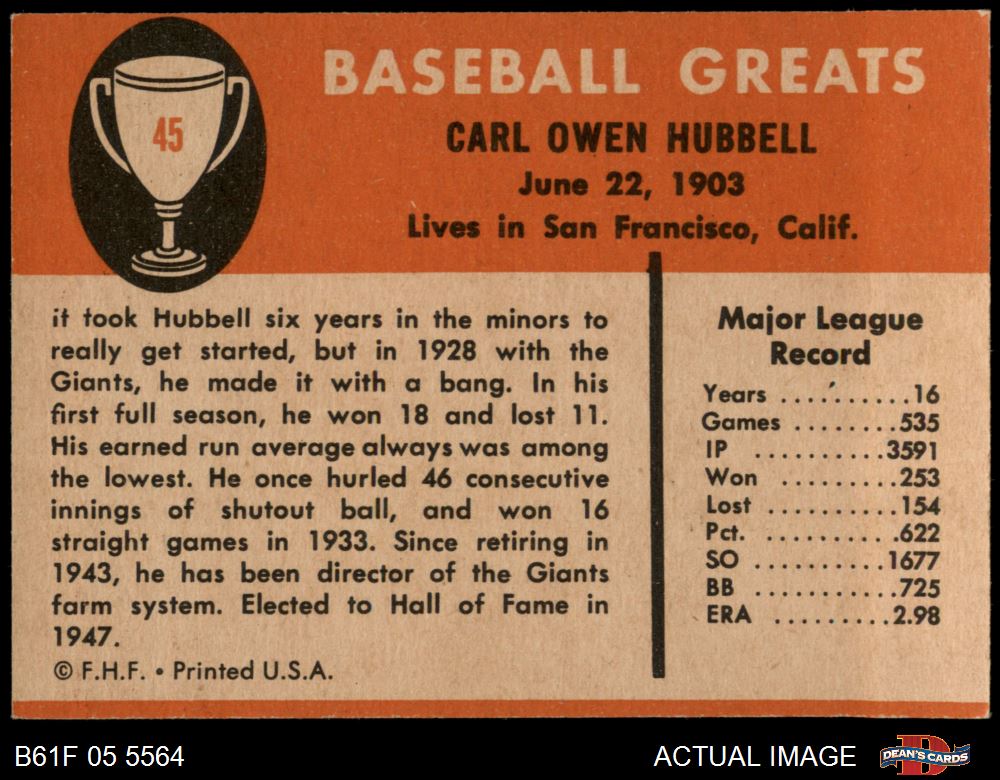 45
BASEBALL GREATS
CARL OWEN HUBBELL
June 22, 1903
Lives in San Francisco, Calif.
it took Hubbell six years in the minors to
really get started, but in 1928 with the
Giants, he made it with a bang. In his
first full season, he won 18 and lost 11.
His earned run average always was among
the lowest. He once hurled 46 consecutive
innings of shutout ball, and won 16
straight games in 1933. Since retiring in
1943, he has been director of the Giants
farm system. Elected to Hall of Fame in
1947.
© F.H.F. • Printed U.S.A.
Major League
Record
Years ..........16
Games ........535
IP ..........3591
Won .........253
Lost ..........154
Pct. ..........622
SO ..........1677
BB ...........725
ERA .........2.98
B61F 05 5564
ACTUAL IMAGE
DEAN'S CARDS